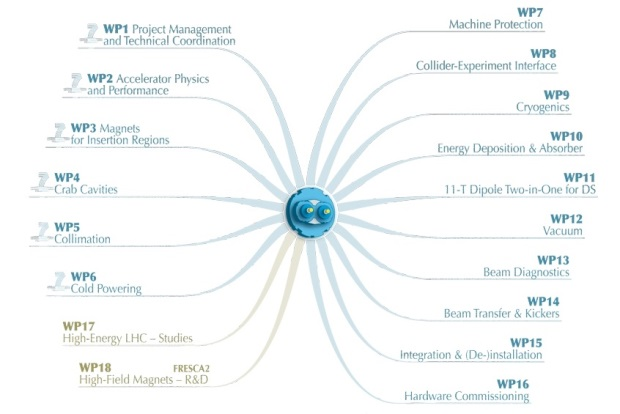 WP1 Project Management
and Technical Coordination
WP2 Accelerator Physics
and Performance
WP3 Magnets
for Insertion Regions
WP4
Crab Cavities
WP5
Collimation
WP6
Cold Powering
WP17
High-Energy LHC – Studies
WP18 FRESCA2
High-Field Magnets – R&D
WP7
Machine Protection
WP8
Collider-Experiment Interface
WP9
Cryogenics
WP10
Energy Deposition & Absorber
WP11
11-T Dipole Two-in-One for DS
WP12
Vacuum
WP13
Beam Diagnostics
WP14
Beam Transfer & Kickers
WP15
Integration & (De-)installation
WP16
Hardware Commissioning